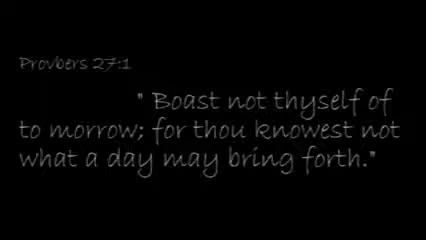 Provbers 27:1
" Boast not thyself of
to morrow; for thou knowest not
what a day may bring forth."